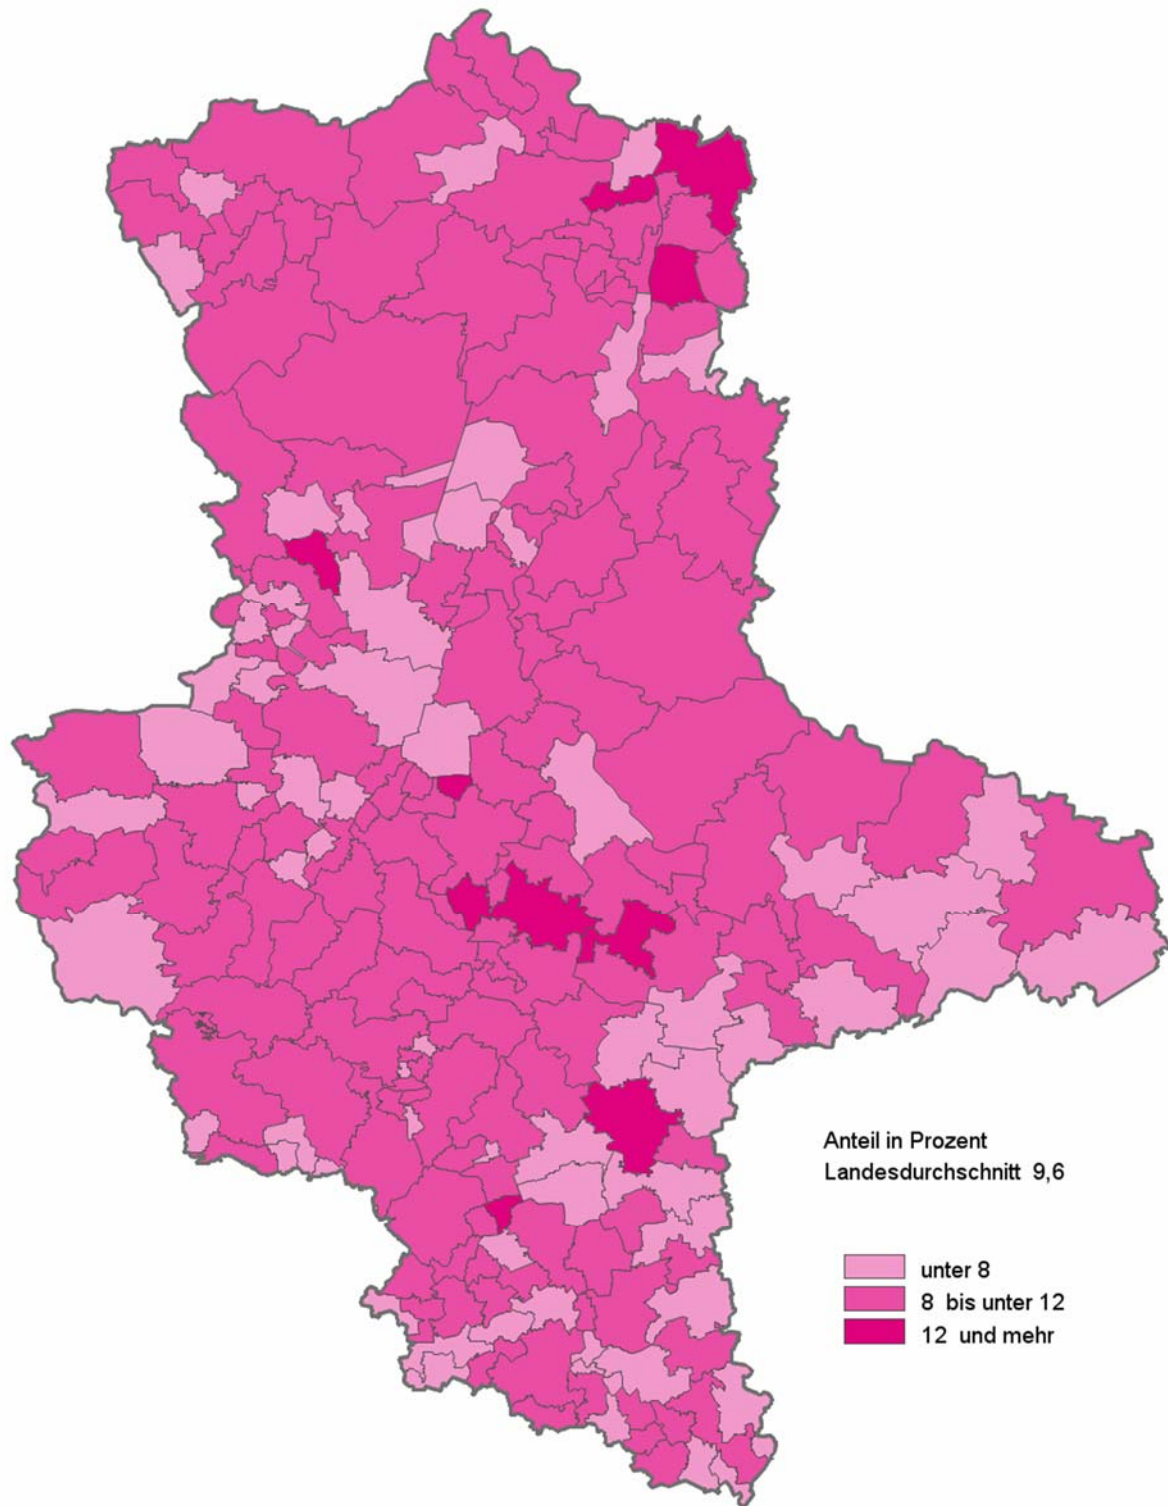 Anteil in Prozent
Landesdurchschnitt 9,6
unter 8
8 bis unter 12
12 und mehr